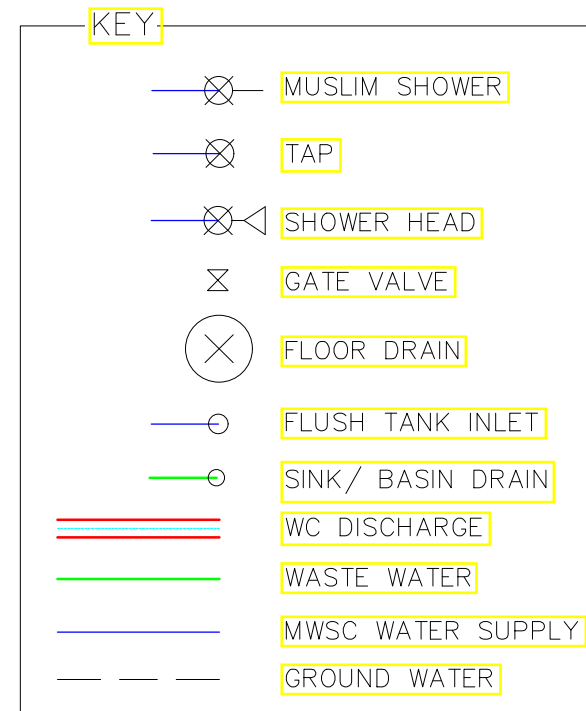 KEY
MUSLIM SHOWER
TAP
SHOWER HEAD
GATE VALVE
FLOOR DRAIN
FLUSH TANK INLET
SINK/ BASIN DRAIN
WC DISCHARGE
WASTE WATER
MWSC WATER SUPPLY
GROUND WATER